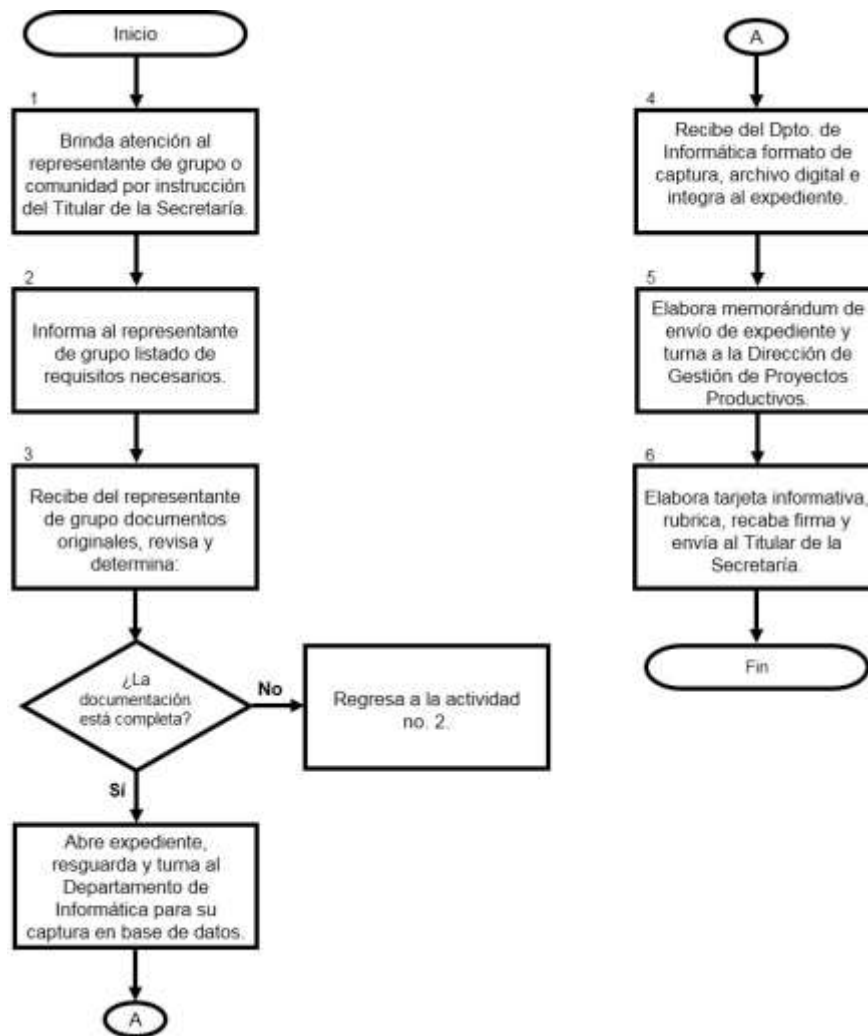 Inicio
1
Brinda atención al
representante de grupo o
comunidad por instrucción
del Titular de la Secretaría.
2
Informa al representante
de grupo listado de
requisitos necesarios.
3
Recibe del representante
de grupo documentos
originales, revisa y
determina:
¿La
documentación
está completa?
No
Regresa a la actividad
no. 2.
Sí
Abre expediente,
resguarda y turna al
Departamento de
Informática para su
captura en base de datos.
A
A
4
Recibe del Dpto. de
Informática formato de
captura, archivo digital e
integra al expediente.
5
Elabora memorándum de
envío de expediente y
turna a la Dirección de
Gestión de Proyectos
Productivos.
6
Elabora tarjeta informativa,
rubrica, recaba firma y
envía al Titular de la
Secretaría.
Fin